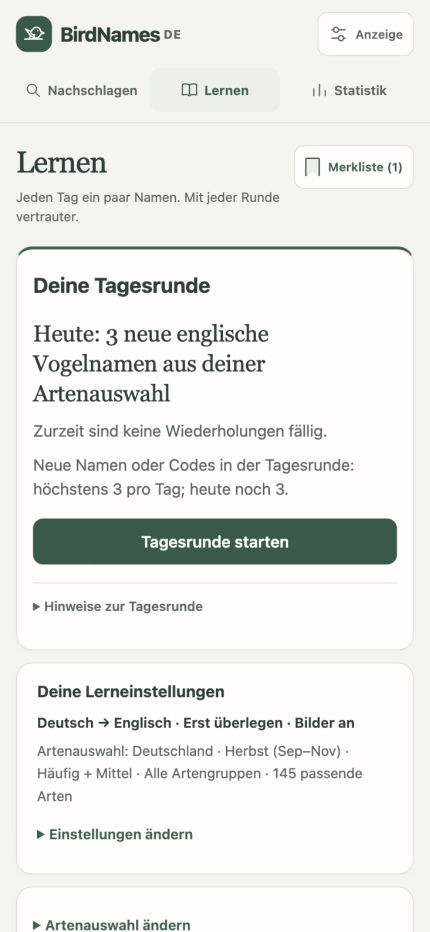 BirdNames DE
Anzeige
Nachschlagen
Lernen
Statistik
Lernen
Merkliste (1)
Jeden Tag ein paar Namen. Mit jeder Runde
vertrauter.
Deine Tagesrunde
Heute: 3 neue englische
Vogelnamen aus deiner
Artenauswahl
Zurzeit sind keine Wiederholungen fällig.
Neue Namen oder Codes in der Tagesrunde:
höchstens 3 pro Tag; heute noch 3.
Tagesrunde starten
Hinweise zur Tagesrunde
Deine Lerneinstellungen
Deutsch → Englisch · Erst überlegen · Bilder an
Artenauswahl: Deutschland · Herbst (Sep–Nov) ·
Häufig + Mittel · Alle Artengruppen · 145 passende
Arten
Einstellungen ändern
Artenauswahl ändern